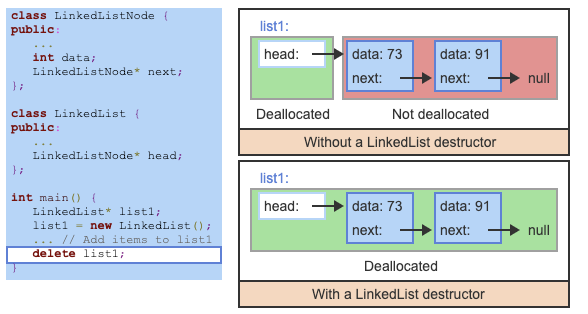 class LinkedListNode {
public:
   ...
   int data;
   LinkedListNode* next;
};

class LinkedList {
public:
   ...
   LinkedListNode* head;
};

int main() {
   LinkedList* list1;
   list1 = new LinkedList();
   ... // Add items to list1
   delete list1;
}
list1:
head:
data: 73
next:
data: 91
next:
null
Deallocated
Not deallocated
Without a LinkedList destructor
list1:
head:
data: 73
next:
data: 91
next:
null
Deallocated
With a LinkedList destructor